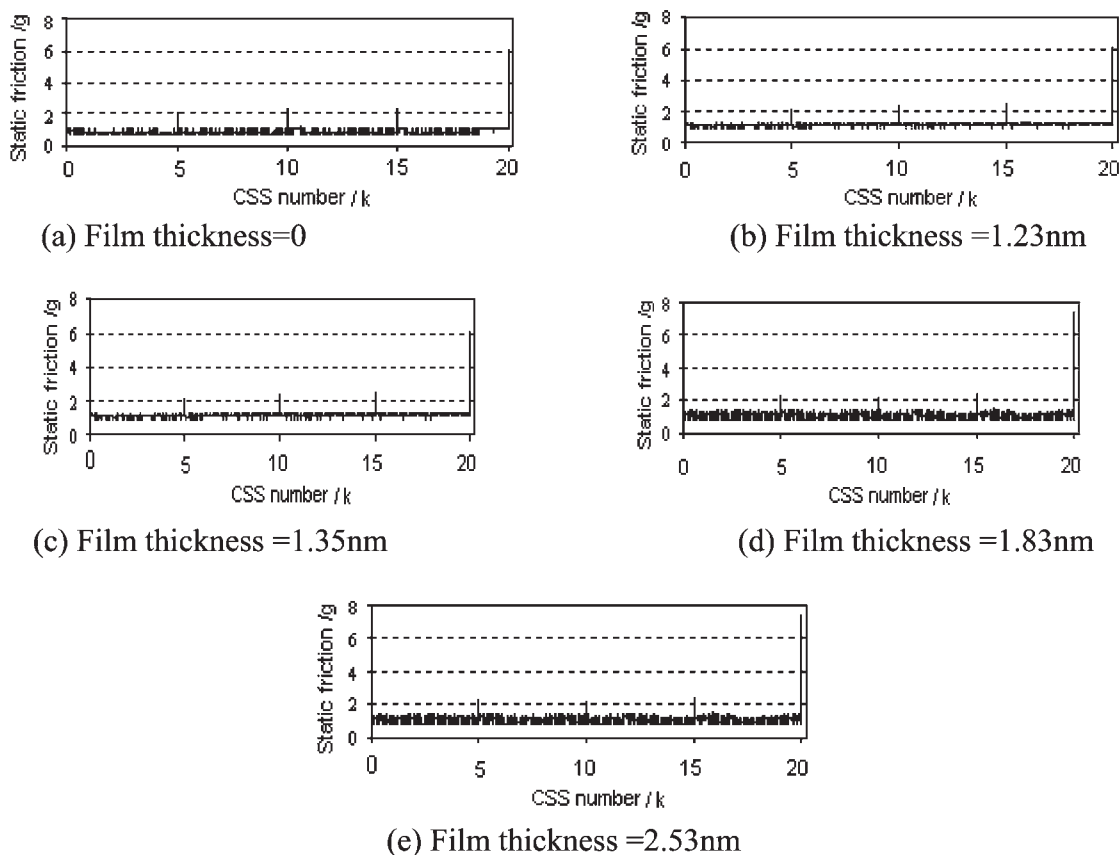 Static friction /g
8
6
4
2
0
0 5 10 15 20
CSS number / k
(a) Film thickness=0
Static friction /g
8
6
4
2
0
0 5 10 15 20
CSS number / k
(b) Film thickness =1.23nm
Static friction /g
8
6
4
2
0
0 5 10 15 20
CSS number / k
(c) Film thickness =1.35nm
Static friction /g
8
6
4
2
0
0 5 10 15 20
CSS number / k
(d) Film thickness =1.83nm
Static friction /g
8
6
4
2
0
0 5 10 15 20
CSS number / k
(e) Film thickness =2.53nm